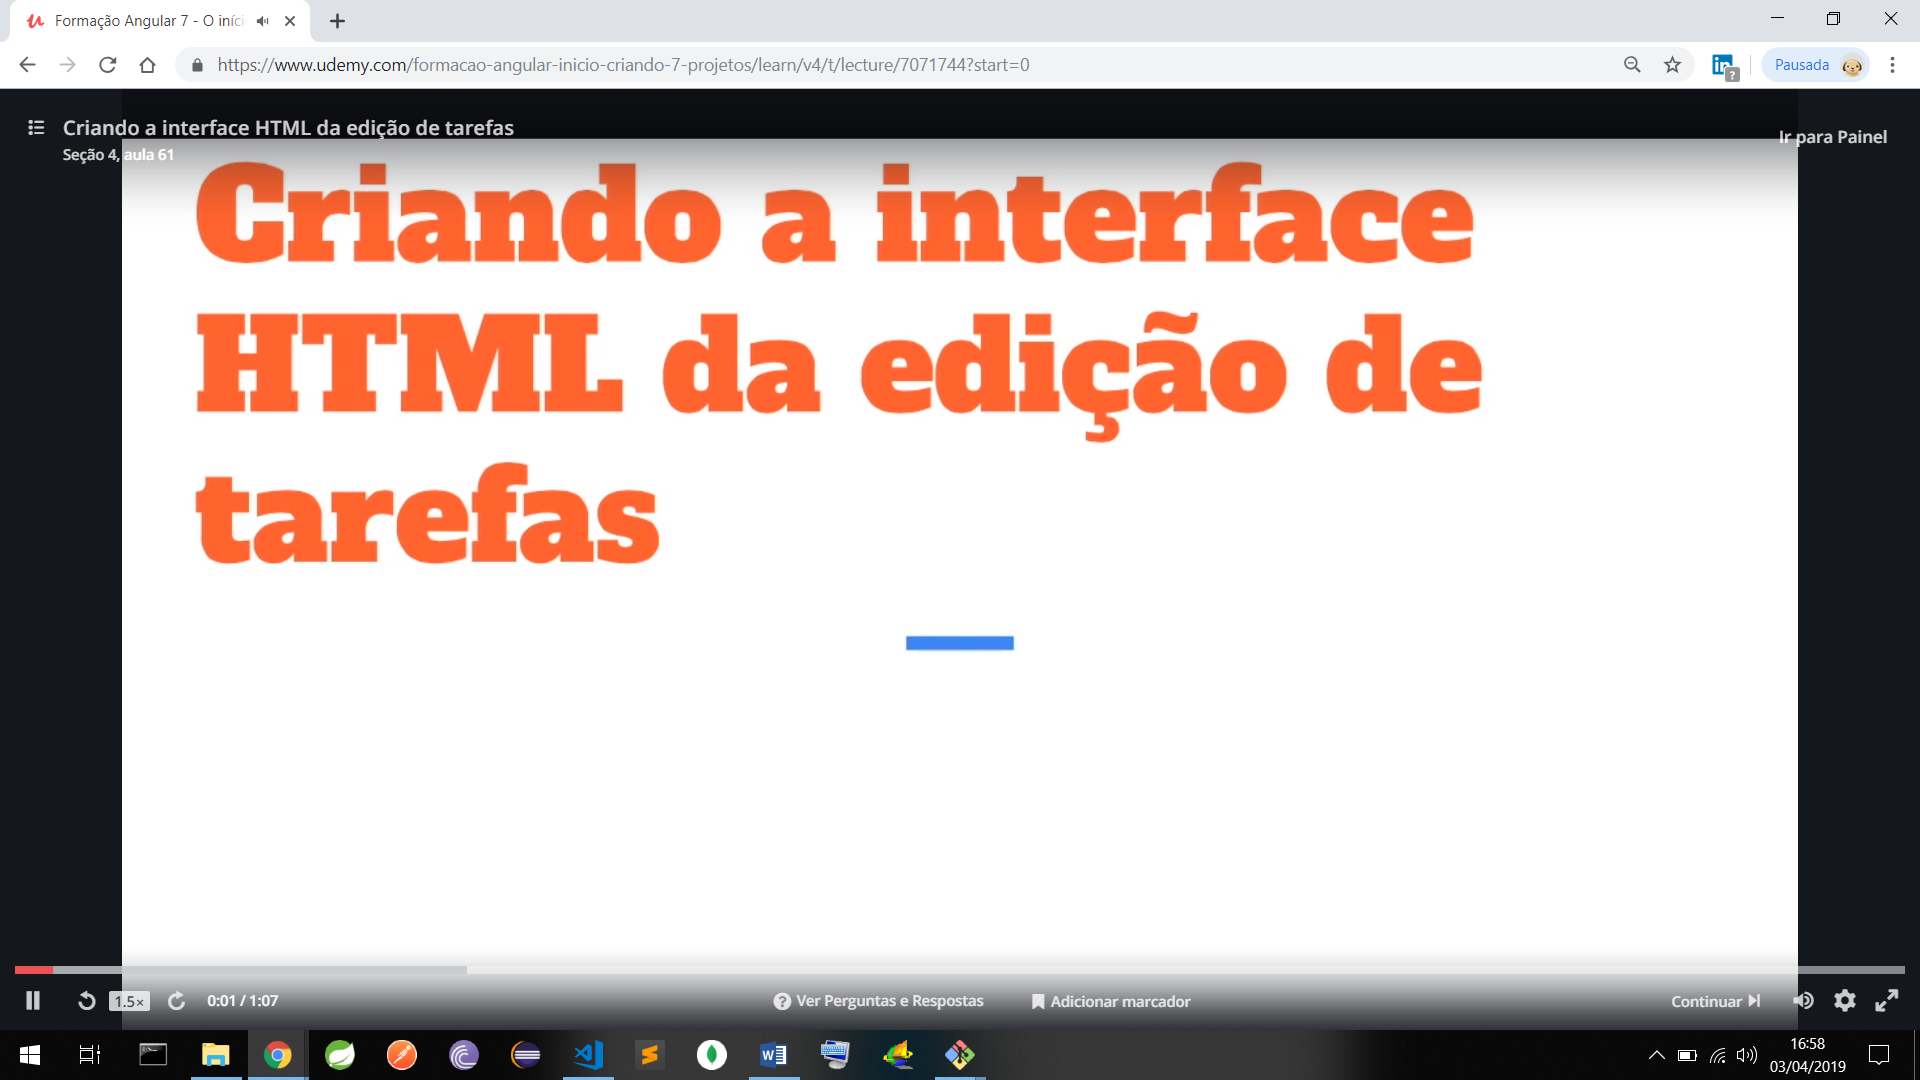 Formação Angular 7 - O iníci
https://www.udemy.com/formacao-angular-inicio-criando-7-projetos/learn/v4/t/lecture/7071744?start=0
Pausada
Criando a interface HTML da edição de tarefas
Seção 4, aula 61
Ir para Painel
Criando a interface
HTML da edição de
tarefas
1.5×
0:01 / 1:07
Ver Perguntas e Respostas
Adicionar marcador
Continuar
16:58
03/04/2019